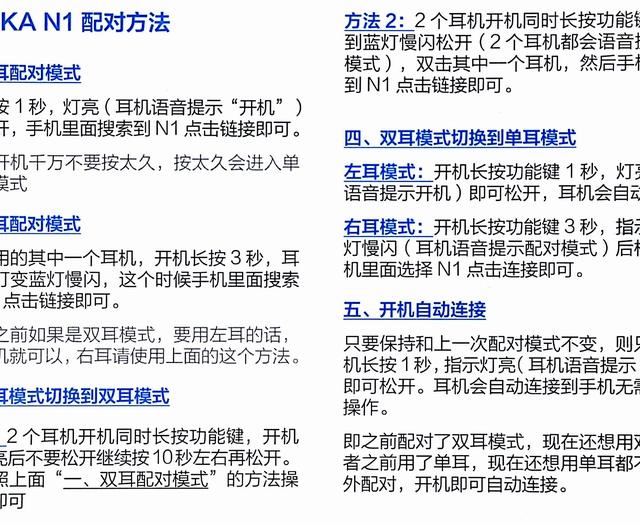 KA N1 配对方法
耳配对模式
按 1 秒，灯亮（耳机语音提示“开机”）
开，手机里面搜索到 N1 点击链接即可。
开机千万不要按太久，按太久会进入单
模式
耳配对模式
用的其中一个耳机，开机长按 3 秒，耳
灯变蓝灯慢闪，这个时候手机里面搜索
点击链接即可。
之前如果是双耳模式，要用左耳的话，
机就可以，右耳请使用上面的这个方法。
耳模式切换到双耳模式
2 个耳机开机同时长按功能键，开机
亮后不要松开继续按 10 秒左右再松开。
照上面“一、双耳配对模式”的方法操
即可
方法 2：2 个耳机开机同时长按功能键
到蓝灯慢闪松开（2 个耳机都会语音提
模式），双击其中一个耳机，然后手机
到 N1 点击链接即可。
四、双耳模式切换到单耳模式
左耳模式：开机长按功能键 1 秒，灯亮
语音提示开机）即可松开，耳机会自动
右耳模式：开机长按功能键 3 秒，指示
灯慢闪（耳机语音提示配对模式）后
机里面选择 N1 点击连接即可。
五、开机自动连接
只要保持和上一次配对模式不变，则只
机长按 1 秒，指示灯亮（耳机语音提示
即可松开。耳机会自动连接到手机无需
操作。
即之前配对了双耳模式，现在还想用双
者之前用了单耳，现在还想用单耳都不
外配对，开机即可自动连接。